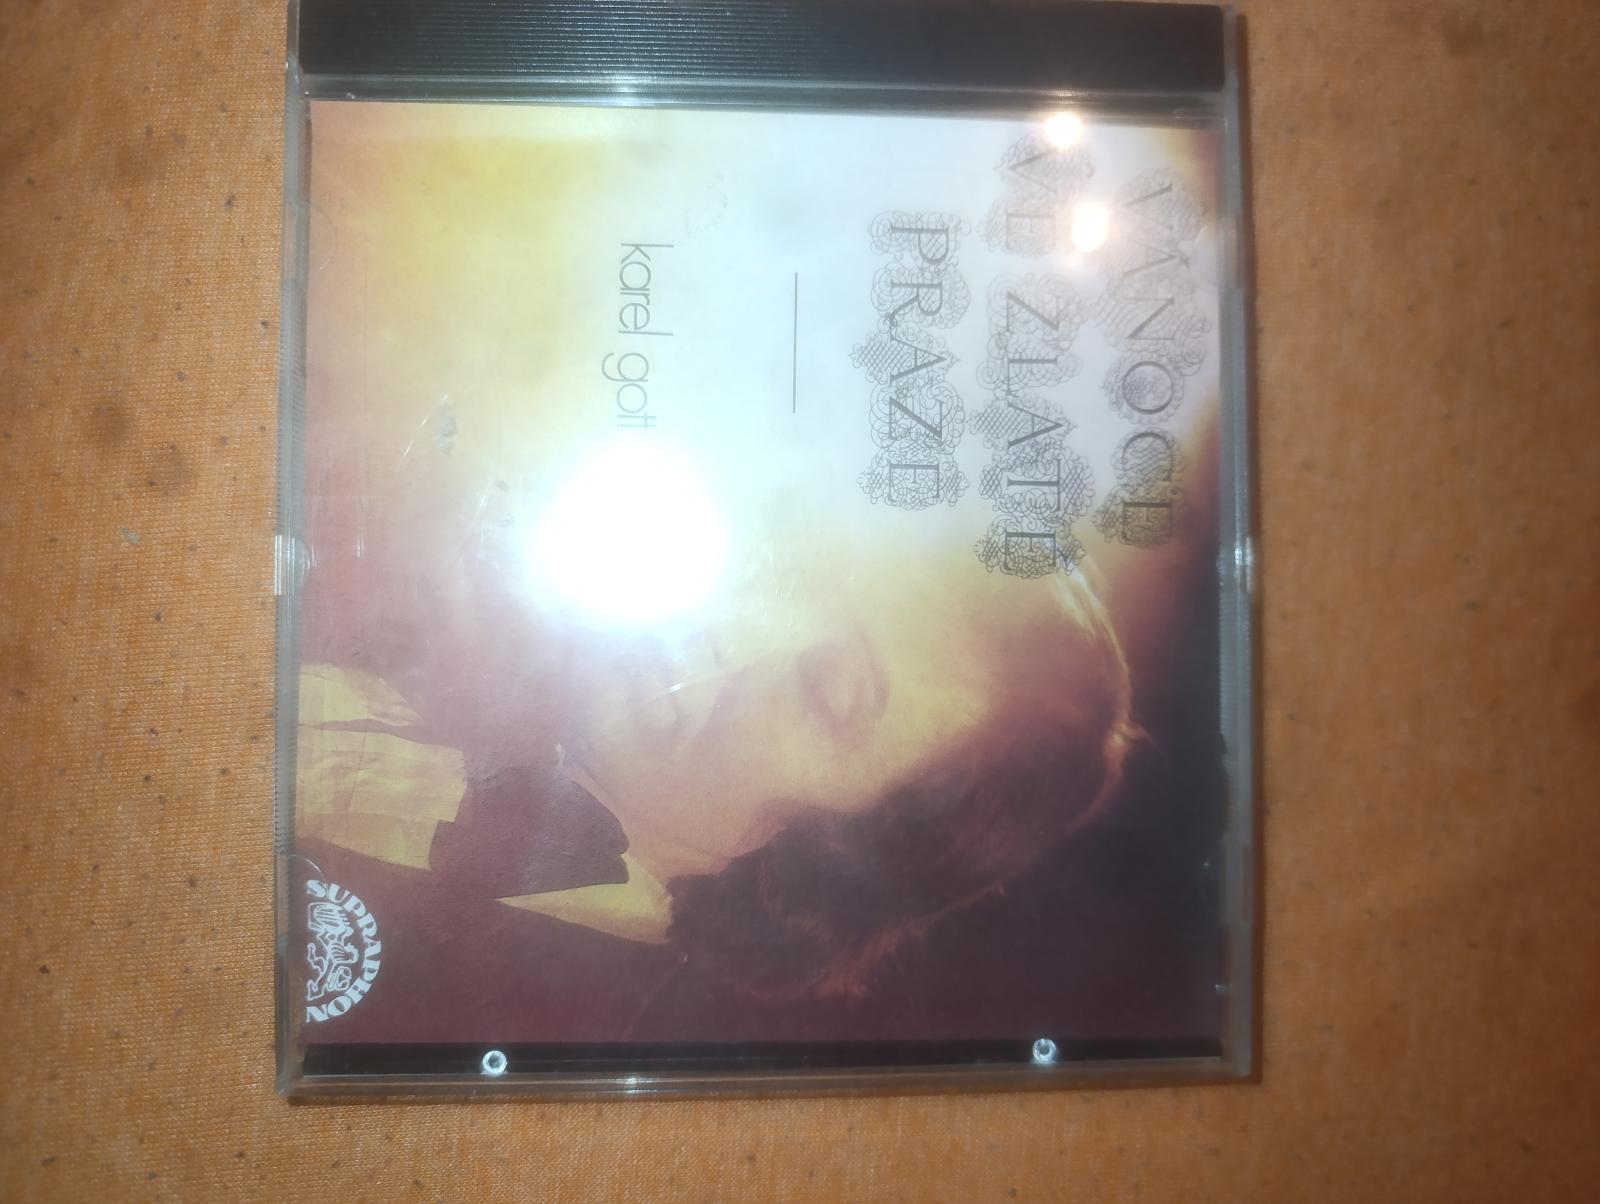 VÁNOCE
VE ZLATÉ
PRAZE
karel gott
SUPRAPHON